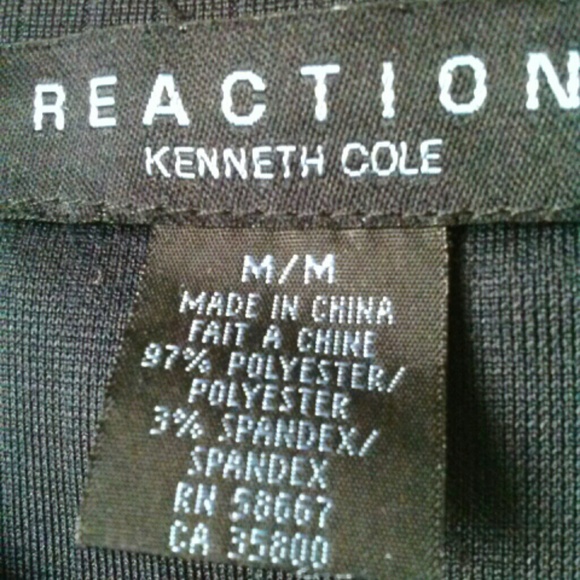 REACTION
KENNETH COLE
M/M
MADE IN CHINA
FAIT A CHINE
97% POLYESTER/
POLYESTER
3% SPANDEX/
SPANDEX
RN 58667
CA 35800